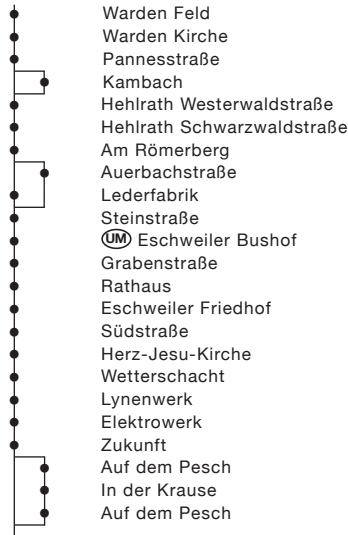 Warden Feld
Warden Kirche
Pannesstraße
Kambach
Hehlrath Westerwaldstraße
Hehlrath Schwarzwaldstraße
Am Römerberg
Auerbachstraße
Lederfabrik
Steinstraße
UM Eschweiler Bushof
Grabenstraße
Rathaus
Eschweiler Friedhof
Südstraße
Herz-Jesu-Kirche
Wetterschacht
Lynenwerk
Elektrowerk
Zukunft
Auf dem Pesch
In der Krause
Auf dem Pesch